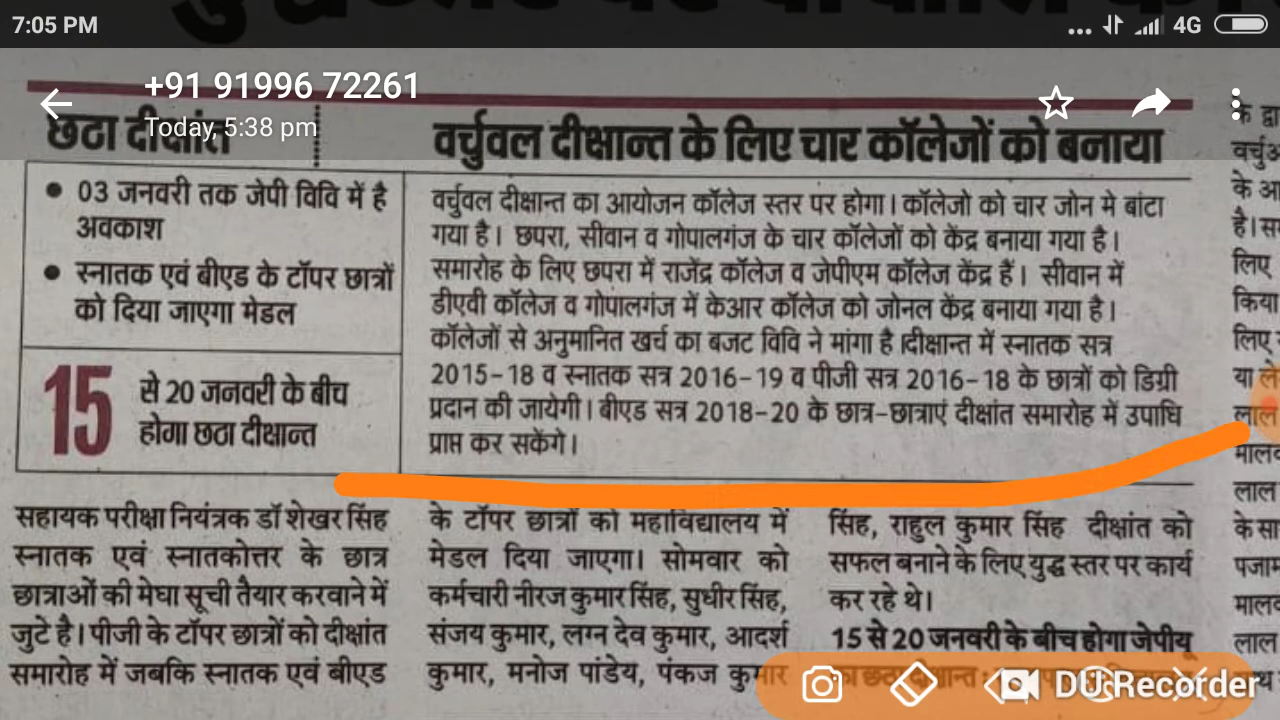 7:05 PM
4G
+91 91996 72261
Today, 5:38 pm
छठा दीक्षांत
03 जनवरी तक जेपी विवि में है
अवकाश
स्नातक एवं बीएड के टॉपर छात्रों
को दिया जाएगा मेडल
15 से 20 जनवरी के बीच
होगा छठा दीक्षान्त
वर्चुवल दीक्षान्त के लिए चार कॉलेजों को बनाया
वर्चुवल दीक्षान्त का आयोजन कॉलेज स्तर पर होगा। कॉलेजो को चार जोन मे बांटा
गया है। छपरा, सीवान व गोपालगंज के चार कॉलेजों को केंद्र बनाया गया है।
समारोह के लिए छपरा में राजेंद्र कॉलेज व जेपीएम कॉलेज केंद्र हैं। सीवान में
डीएवी कॉलेज व गोपालगंज में केआर कॉलेज को जोनल केंद्र बनाया गया है।
कॉलेजों से अनुमानित खर्च का बजट विवि ने मांगा है।दीक्षान्त में स्नातक सत्र
2015-18 व स्नातक सत्र 2016-19 व पीजी सत्र 2016-18 के छात्रों को डिग्री
प्रदान की जायेगी। बीएड सत्र 2018-20 के छात्र-छात्राएं दीक्षांत समारोह में उपाधि
प्राप्त कर सकेंगे।
सहायक परीक्षा नियंत्रक डॉ शेखर सिंह
स्नातक एवं स्नातकोत्तर के छात्र
छात्राओं की मेघा सूची तैयार करवाने में
जुटे है। पीजी के टॉपर छात्रों को दीक्षांत
समारोह में जबकि स्नातक एवं बीएड
के टॉपर छात्रों को महाविद्यालय में
मेडल दिया जाएगा। सोमवार को
कर्मचारी नीरज कुमार सिंह, सुधीर सिंह,
संजय कुमार, लग्न देव कुमार, आदर्श
कुमार, मनोज पांडेय, पंकज कुमार
सिंह, राहुल कुमार सिंह दीक्षांत को
सफल बनाने के लिए युद्ध स्तर पर कार्य
कर रहे थे।
15 से 20 जनवरी के बीच होगा जेपीयू
का छठा दीक्षान्त :
के द्वा
के आ
है। स
लिए
किया
लिए
या ले
लाल
लाल
के सा
पजाम
लाल
DU Recorder